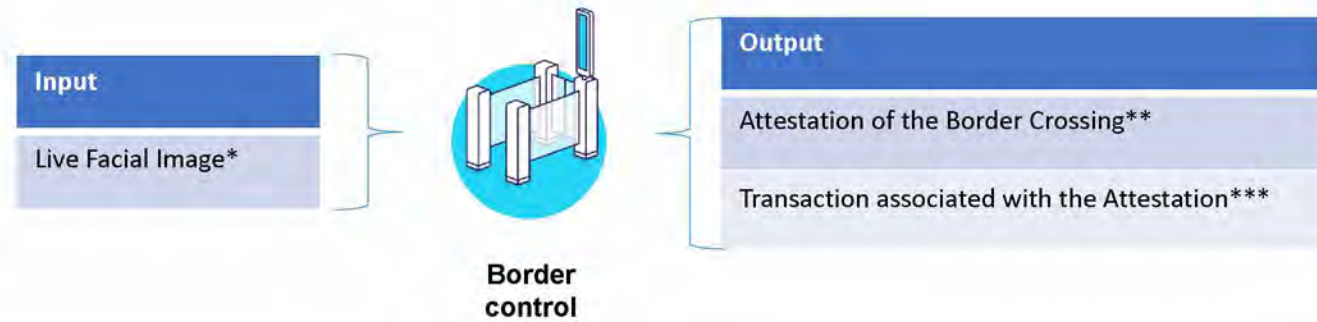 Input
Live Facial Image*
Border
control
Output
Attestation of the Border Crossing**
Transaction associated with the Attestation***